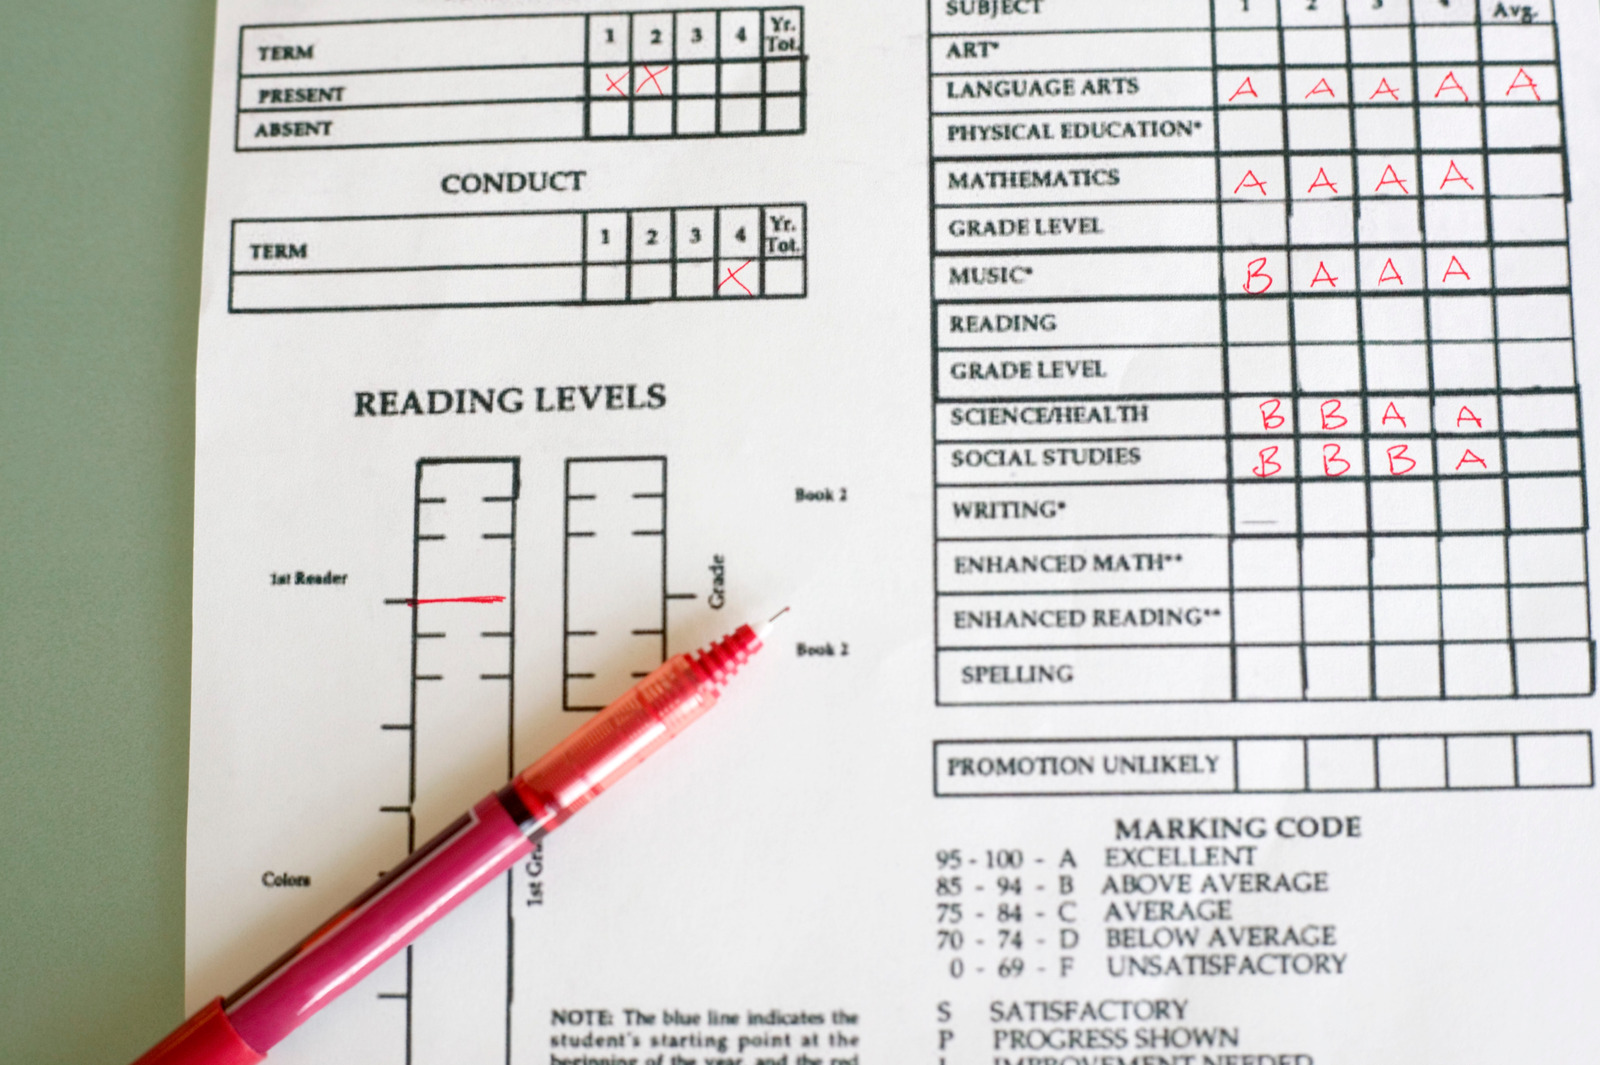 TERM 1 2 3 4 Yr. Tot.
PRESENT X X
ABSENT
CONDUCT
TERM 1 2 3 4 Yr. Tot.
X
READING LEVELS
Book 2
1st Reader
Grade
Book 2
Colors
NOTE: The blue line indicates the
student's starting point at the
beginning of the year, and the red
SUBJECT 1 2 3 4 Avg.
ART*
LANGUAGE ARTS A A A A A
PHYSICAL EDUCATION*
MATHEMATICS A A A A
GRADE LEVEL
MUSIC* B A A A
READING
GRADE LEVEL
SCIENCE/HEALTH B B A A
SOCIAL STUDIES B B B A
WRITING*
ENHANCED MATH**
ENHANCED READING**
SPELLING
PROMOTION UNLIKELY
MARKING CODE
95 - 100 - A EXCELLENT
85 - 94 - B ABOVE AVERAGE
75 - 84 - C AVERAGE
70 - 74 - D BELOW AVERAGE
0 - 69 - F UNSATISFACTORY
S SATISFACTORY
P PROGRESS SHOWN
I IMPROVEMENT NEEDED